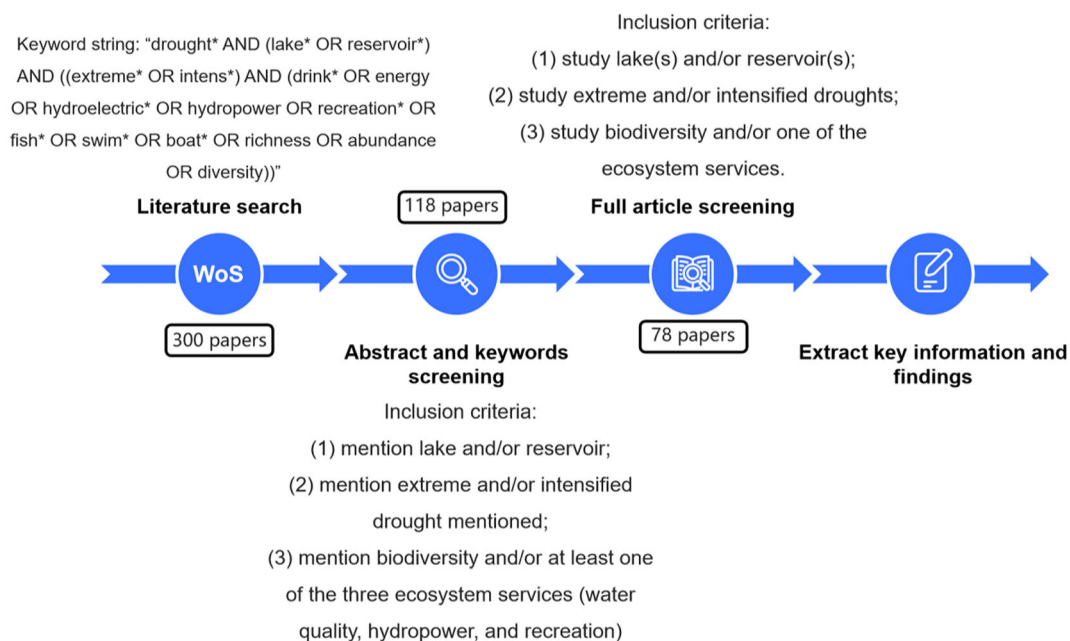 Keyword string: “drought* AND (lake* OR reservoir*)
AND ((extreme* OR intens*) AND (drink* OR energy
OR hydroelectric* OR hydropower OR recreation* OR
fish* OR swim* OR boat* OR richness OR abundance
OR diversity))”
Literature search
WoS
300 papers
118 papers
Abstract and keywords
screening
Inclusion criteria:
(1) mention lake and/or reservoir;
(2) mention extreme and/or intensified
drought mentioned;
(3) mention biodiversity and/or at least one
of the three ecosystem services (water
quality, hydropower, and recreation)
Inclusion criteria:
(1) study lake(s) and/or reservoir(s);
(2) study extreme and/or intensified droughts;
(3) study biodiversity and/or one of the
ecosystem services.
Full article screening
78 papers
Extract key information and
findings